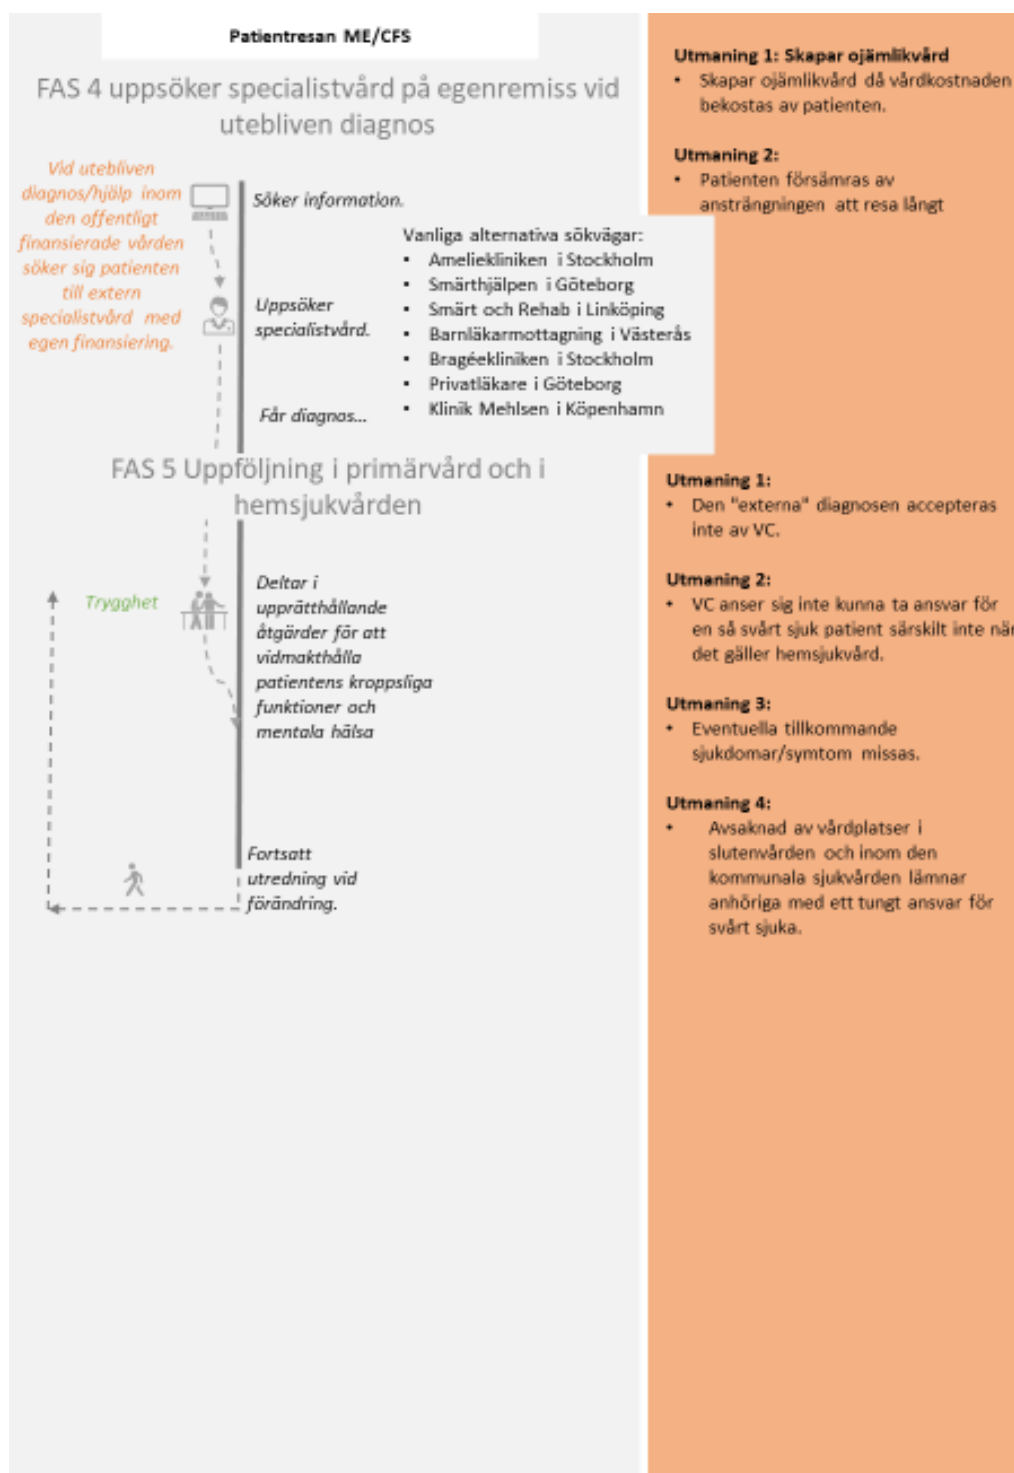 Patientresan ME/CFS
FAS 4 uppsöker specialistvård på egenremiss vid
utebliven diagnos
Vid utebliven
diagnos/hjälp inom
den offentligt
finansierade vården
söker sig patienten
till extern
specialistvård med
egen finansiering.
Söker information.
Uppsöker
specialistvård.
Får diagnos...
Vanliga alternativa sökvägar:
▪ Ameliekliniken i Stockholm
▪ Smärthjälpen i Göteborg
▪ Smärt och Rehab i Linköping
▪ Barnläkarmottagning i Västerås
▪ Bragéekliniken i Stockholm
▪ Privatläkare i Göteborg
▪ Klinik Mehlsen i Köpenhamn
Utmaning 1: Skapar ojämlikvård
• Skapar ojämlikvård då vårdkostnaden
bekostas av patienten.
Utmaning 2:
• Patienten försämras av
ansträngningen att resa långt
FAS 5 Uppföljning i primärvård och i
hemsjukvården
Trygghet
Deltar i
upprätthållande
åtgärder för att
vidmakthålla
patientens kroppsliga
funktioner och
mentala hälsa
Fortsatt
utredning vid
förändring.
Utmaning 1:
• Den "externa" diagnosen accepteras
inte av VC.
Utmaning 2:
• VC anser sig inte kunna ta ansvar för
en så svårt sjuk patient särskilt inte när
det gäller hemsjukvård.
Utmaning 3:
• Eventuella tillkommande
sjukdomar/symtom missas.
Utmaning 4:
• Avsaknad av vårdplatser i
slutenvården och inom den
kommunala sjukvården lämnar
anhöriga med ett tungt ansvar för
svårt sjuka.